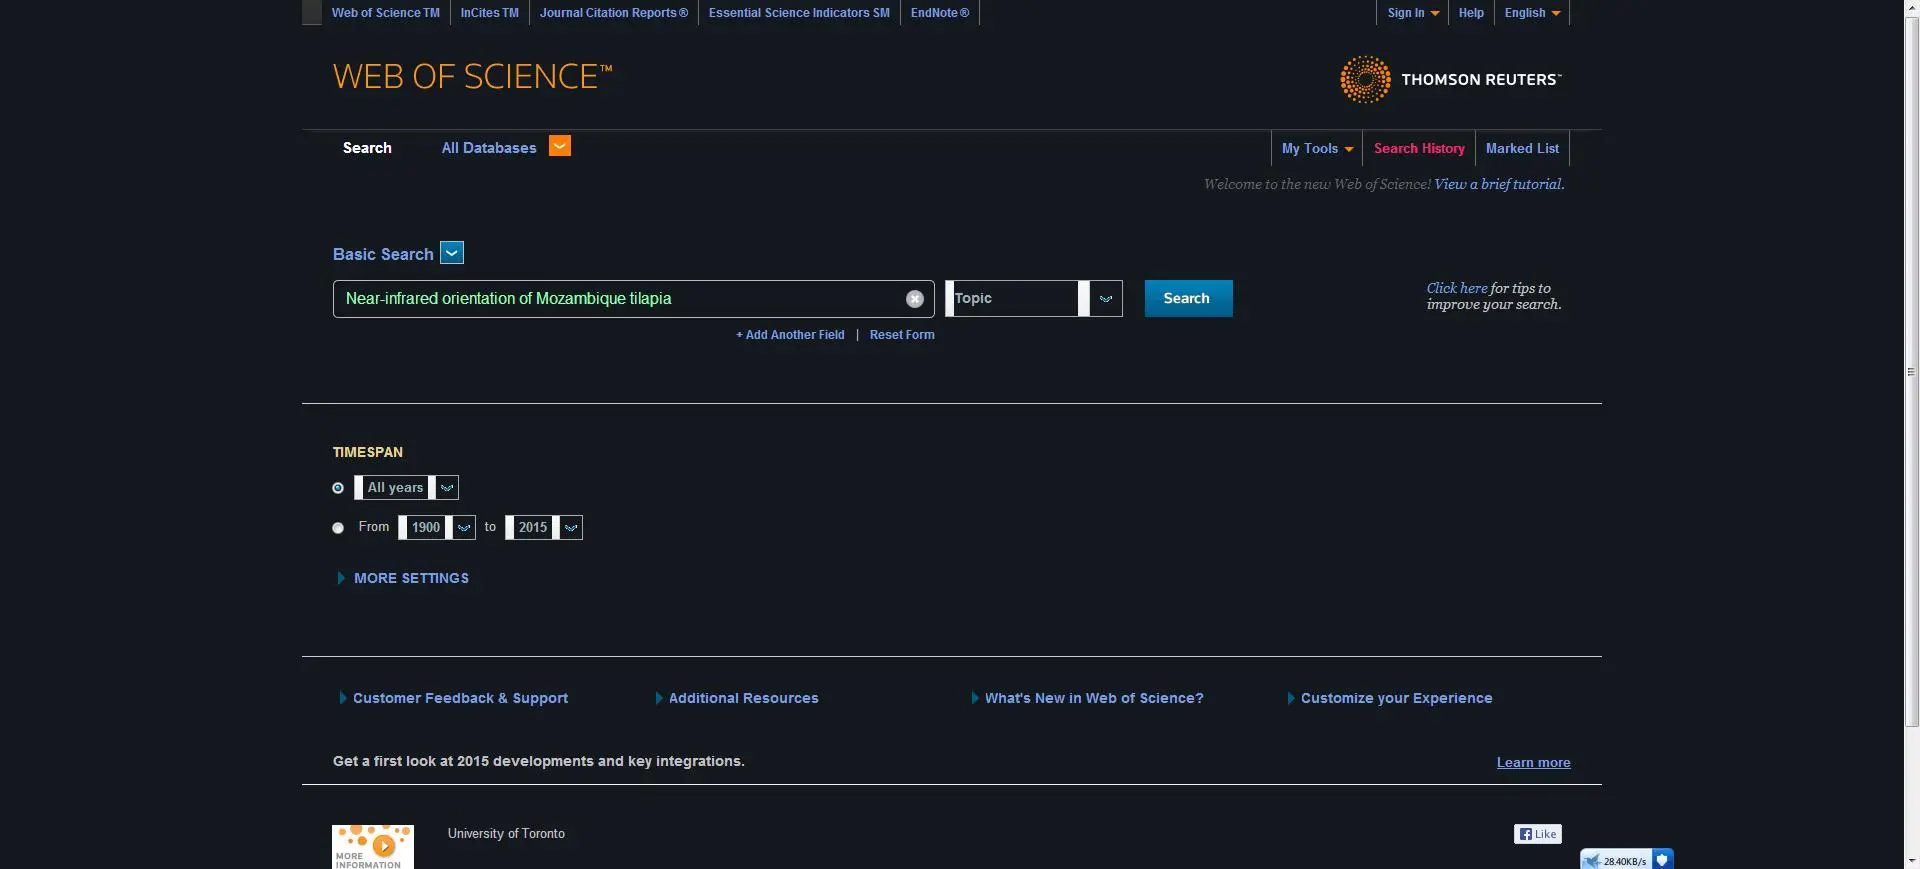 Web of Science TM InCites TM Journal Citation Reports ® Essential Science Indicators SM EndNote ® Sign In Help English
WEB OF SCIENCE™ THOMSON REUTERS™
Search All Databases My Tools Search History Marked List
Welcome to the new Web of Science! View a brief tutorial.
Basic Search
Near-infrared orientation of Mozambique tilapia Topic Search
Click here for tips to
improve your search.
+ Add Another Field | Reset Form
TIMESPAN
All years
From 1900 to 2015
MORE SETTINGS
Customer Feedback & Support Additional Resources What's New in Web of Science? Customize your Experience
Get a first look at 2015 developments and key integrations. Learn more
University of Toronto Like
MORE
INFORMATION
28.40KB/s